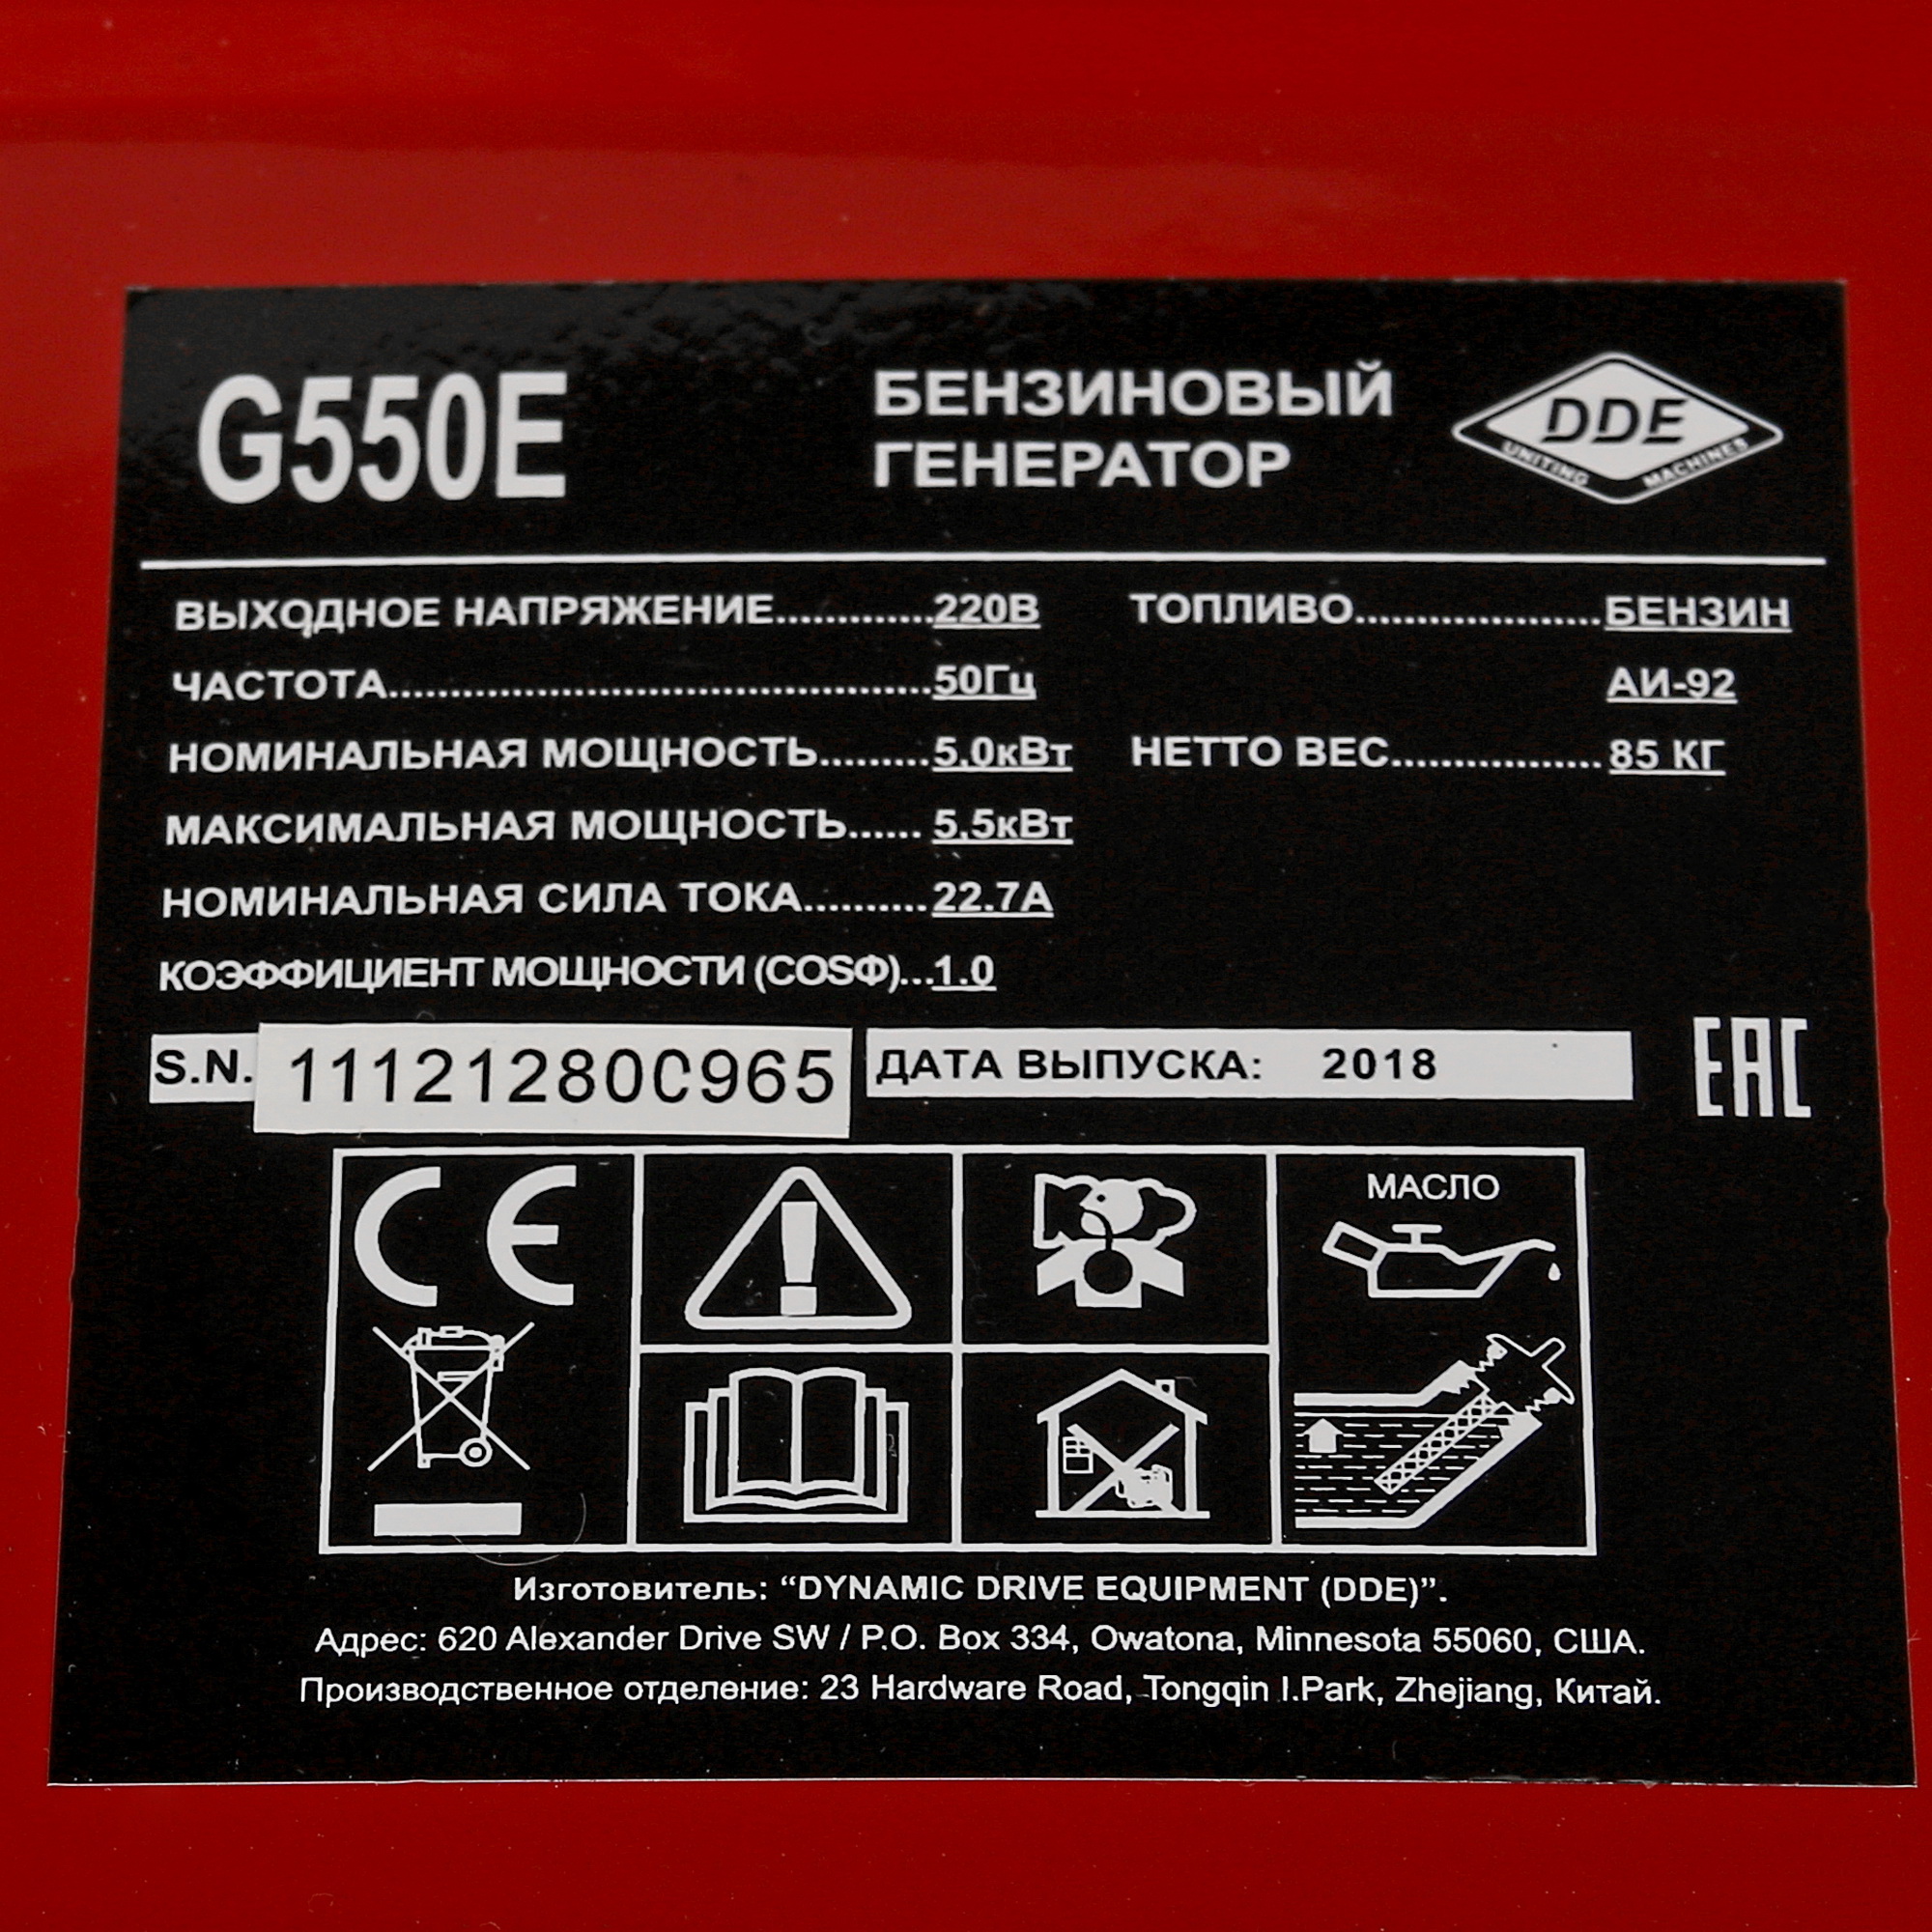 G550E
БЕНЗИНОВЫЙ
ГЕНЕРАТОР
DDE
UNITING MACHINES
ВЫХОДНОЕ НАПРЯЖЕНИЕ.............220В
ТОПЛИВО....................БЕНЗИН
ЧАСТОТА............................................50Гц
АИ-92
НОМИНАЛЬНАЯ МОЩНОСТЬ.........5.0кВт
НЕТТО ВЕС.................85 КГ
МАКСИМАЛЬНАЯ МОЩНОСТЬ...... 5.5кВт
НОМИНАЛЬНАЯ СИЛА ТОКА..........22.7А
КОЭФФИЦИЕНТ МОЩНОСТИ (COSФ)...1.0
S.N. 111212800965
ДАТА ВЫПУСКА: 2018
EAC
CE
МАСЛО
Изготовитель: “DYNAMIC DRIVE EQUIPMENT (DDE)”.
Адрес: 620 Alexander Drive SW / P.O. Box 334, Owatona, Minnesota 55060, США.
Производственное отделение: 23 Hardware Road, Tongqin I.Park, Zhejiang, Китай.